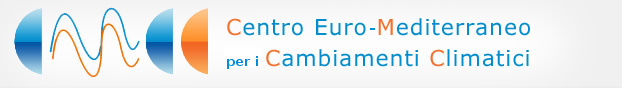 Centro Euro-Mediterraneo
per i Cambiamenti Climatici